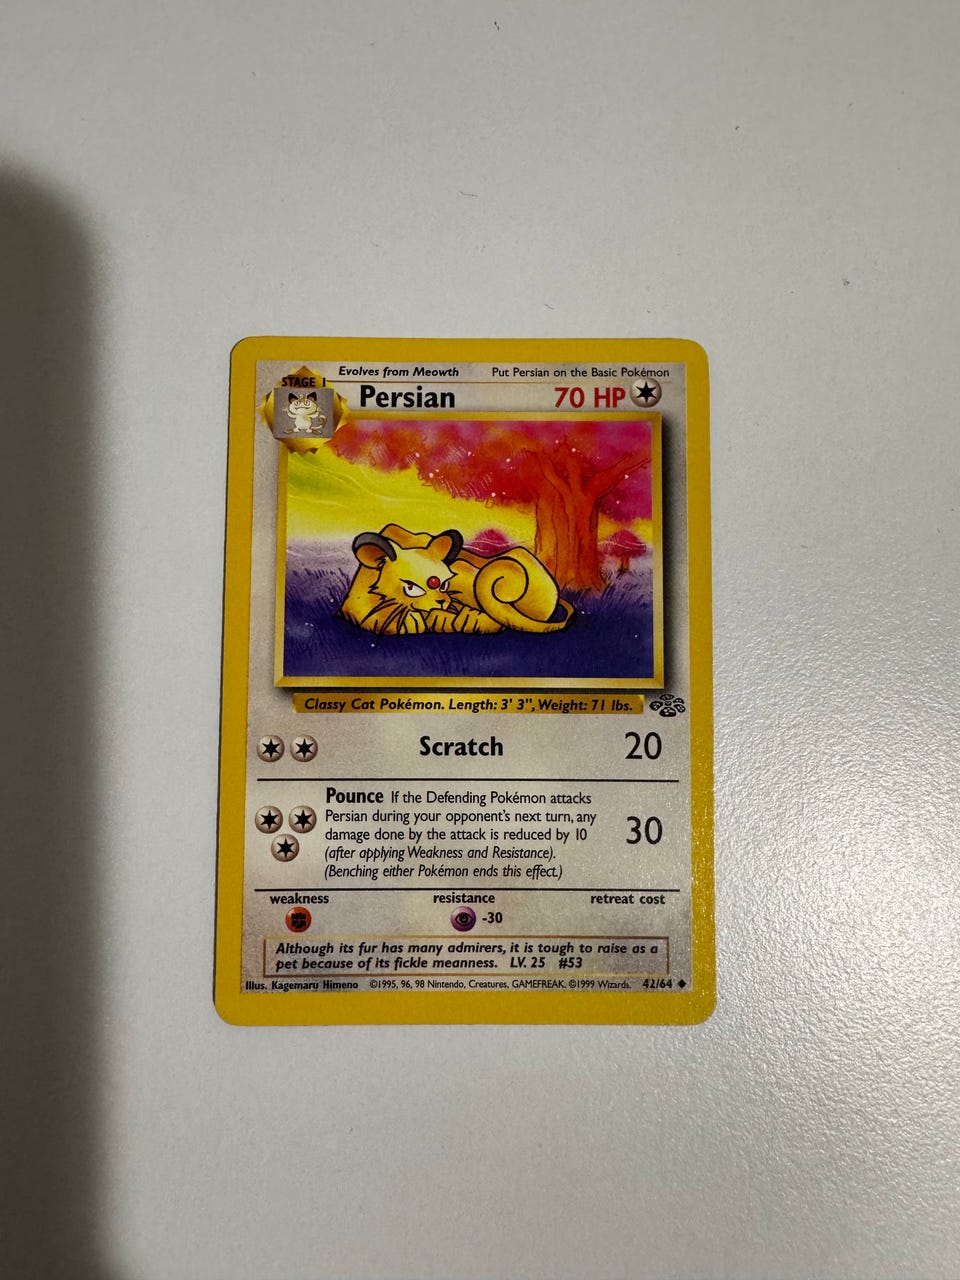 Evolves from Meowth Put Persian on the Basic Pokémon
STAGE 1 Persian 70 HP
Classy Cat Pokémon. Length: 3' 3", Weight: 71 lbs.
Scratch 20
Pounce If the Defending Pokémon attacks
Persian during your opponent's next turn, any
damage done by the attack is reduced by 10 30
(after applying Weakness and Resistance).
(Benching either Pokémon ends this effect.)
weakness resistance retreat cost
-30
Although its fur has many admirers, it is tough to raise as a
pet because of its fickle meanness. LV. 25 #53
Illus. Kagemaru Himeno ©1995, 96, 98 Nintendo, Creatures, GAMEFREAK. ©1999 Wizards. 42/64 ◆